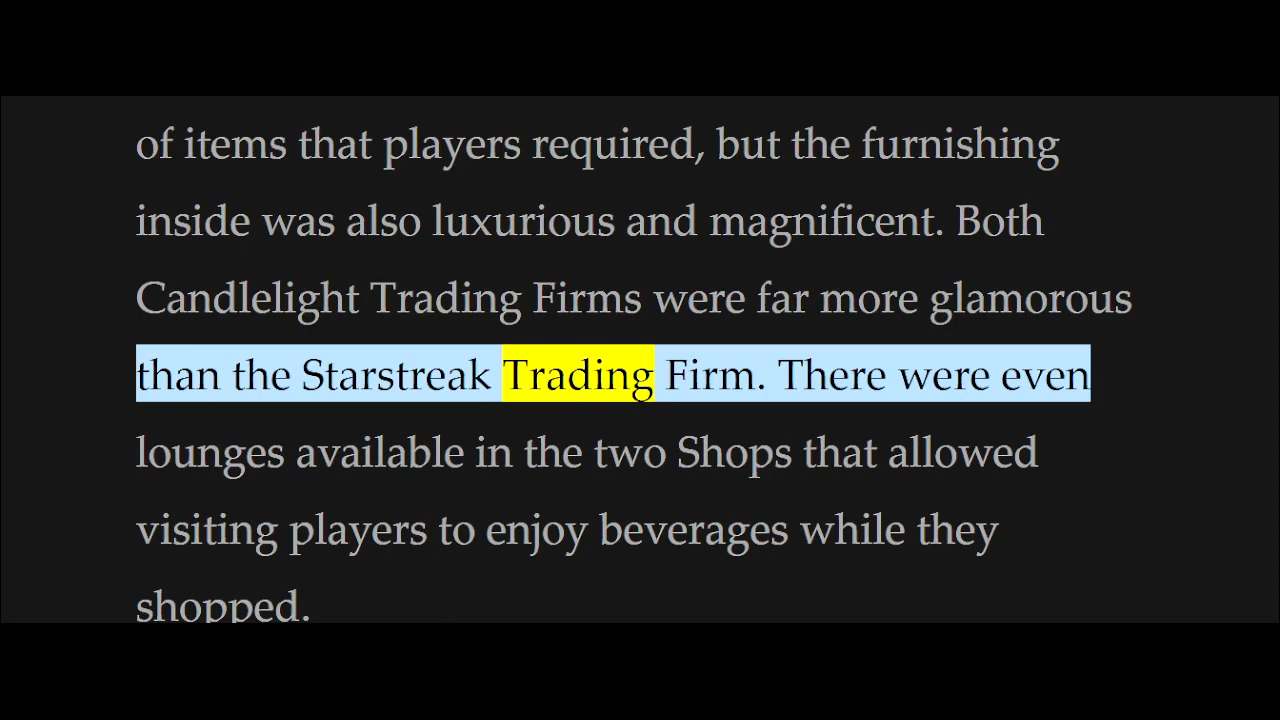 of items that players required, but the furnishing
inside was also luxurious and magnificent. Both
Candlelight Trading Firms were far more glamorous
than the Starstreak Trading Firm. There were even
lounges available in the two Shops that allowed
visiting players to enjoy beverages while they
shopped.